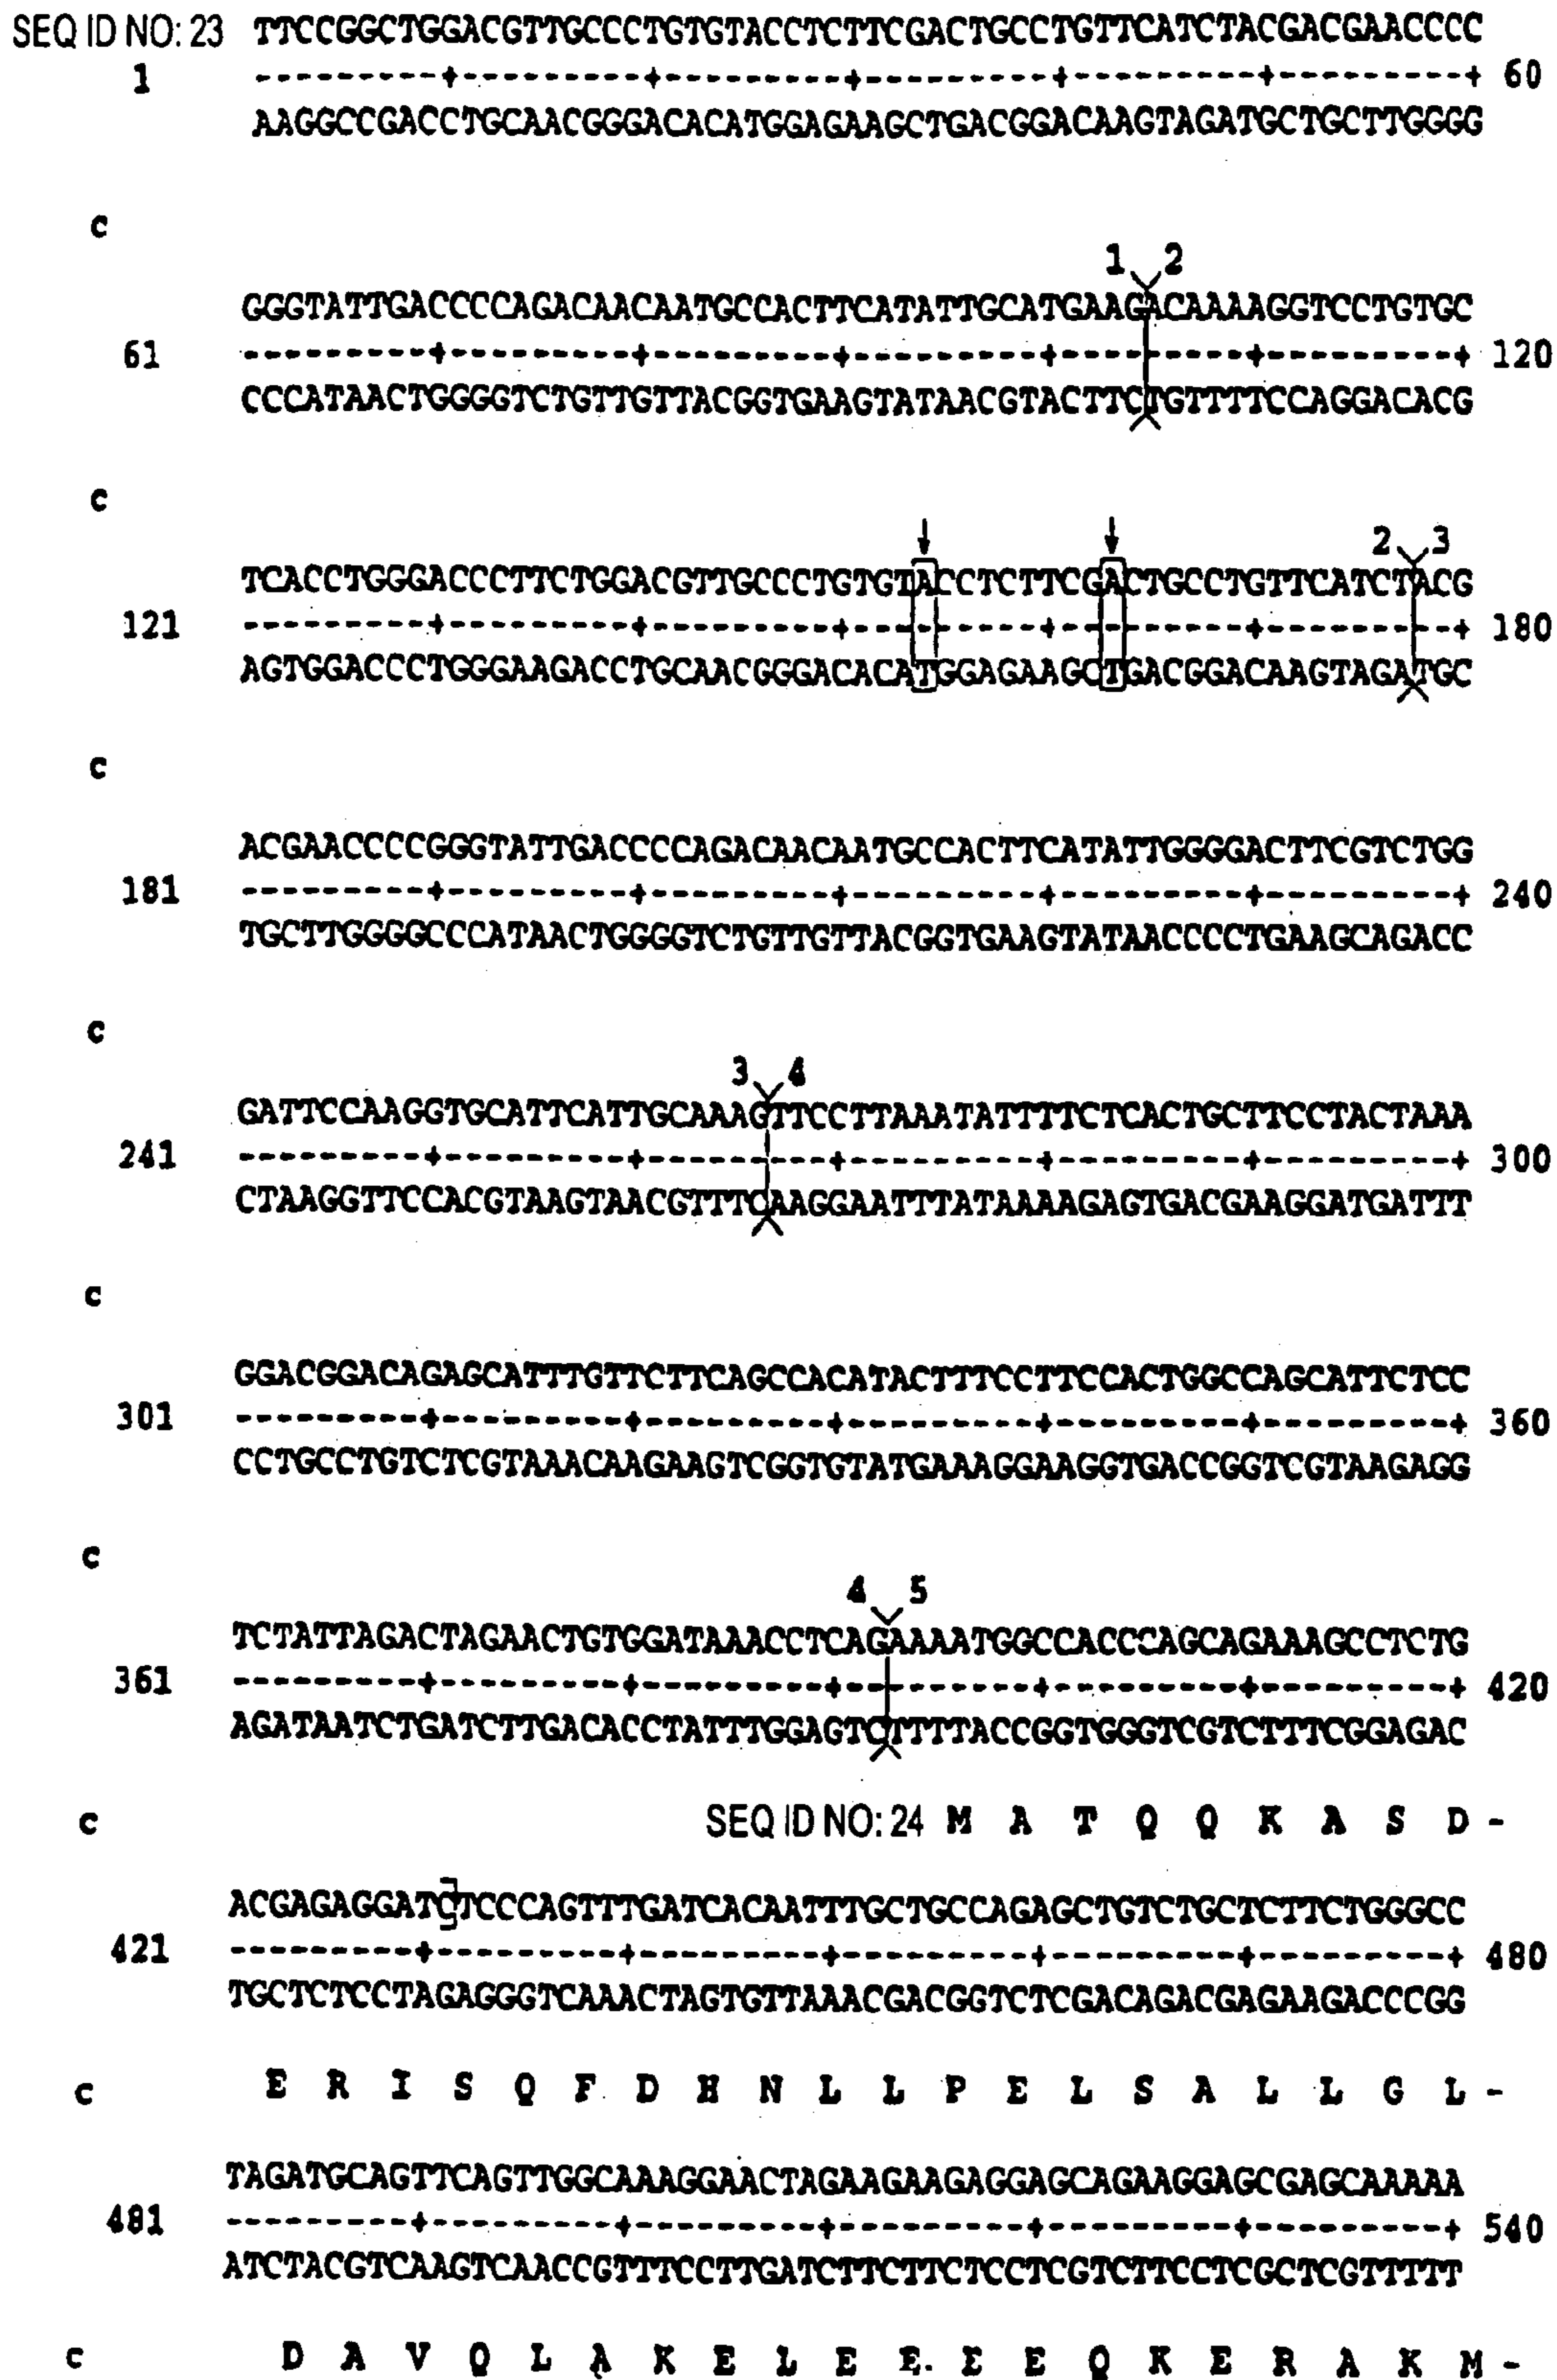 SEQ ID NO: 23 TTCCGGCTGGACGTTGCCCTGTGTACCTCTTCGACTGCCTGTTCATCTACGACGAACCCC
1 ---------+---------+---------+---------+---------+---------+ 60
AAGGCCGACCTGCAACGGGACACATGGAGAAGCTGACGGACAAGTAGATGCTGCTTGGGG
c
1 2
GGGTATTGACCCCAGACAACAATGCCACTTCATATTGCATGAAGACAAAAGGTCCTGTGC
61 ---------+---------+---------+---------+---------+---------+ 120
CCCATAACTGGGGTCTGTTGTTACGGTGAAGTATAACGTACTTCTGTTTTCCAGGACACG
c
2 3
TCACCTGGGACCCTTCTGGACGTTGCCCTGTGTACCTCTTCGACTGCCTGTTCATCTACG
121 ---------+---------+---------+---------+---------+---------+ 180
AGTGGACCCTGGGAAGACCTGCAACGGGACACATGGAGAAGCTGACGGACAAGTAGATGC
c
ACGAACCCCGGGTATTGACCCCAGACAACAATGCCACTTCATATTGGGGACTTCGTCTGG
181 ---------+---------+---------+---------+---------+---------+ 240
TGCTTGGGGCCCATAACTGGGGTCTGTTGTTACGGTGAAGTATAACCCCTGAAGCAGACC
c
3 4
GATTCCAAGGTGCATTCATTGCAAAGTTCCTTAAATATTTTCTCACTGCTTCCTACTAAA
241 ---------+---------+---------+---------+---------+---------+ 300
CTAAGGTTCCACGTAAGTAACGTTTCAAGGAATTTATAAAAGAGTGACGAAGGATGATTT
c
GGACGGACAGAGCATTTGTTCTTCAGCCACATACTTTCCTTCCACTGGCCAGCATTCTCC
301 ---------+---------+---------+---------+---------+---------+ 360
CCTGCCTGTCTCGTAAACAAGAAGTCGGTGTATGAAAGGAAGGTGACCGGTCGTAAGAGG
c
4 5
TCTATTAGACTAGAACTGTGGATAAACCTCAGAAAATGGCCACCCAGCAGAAAGCCTCTG
361 ---------+---------+---------+---------+---------+---------+ 420
AGATAATCTGATCTTGACACCTATTTGGAGTCTTTTACCGGTGGGTCGTCTTTCGGAGAC
c SEQ ID NO: 24 M A T Q Q K A S D -
ACGAGAGGATCTCCCAGTTTGATCACAATTTGCTGCCAGAGCTGTCTGCTCTTCTGGGCC
421 ---------+---------+---------+---------+---------+---------+ 480
TGCTCTCCTAGAGGGTCAAACTAGTGTTAAACGACGGTCTCGACAGACGAGAAGACCCGG
c E R I S Q F D H N L L P E L S A L L G L -
TAGATGCAGTTCAGTTGGCAAAGGAACTAGAAGAAGAGGAGCAGAAGGAGCGAGCAAAAA
481 ---------+---------+---------+---------+---------+---------+ 540
ATCTACGTCAAGTCAACCGTTTCCTTGATCTTCTTCTCCTCGTCTTCCTCGCTCGTTTTT
c D A V Q L A K E L E E E E Q K E R A K M -